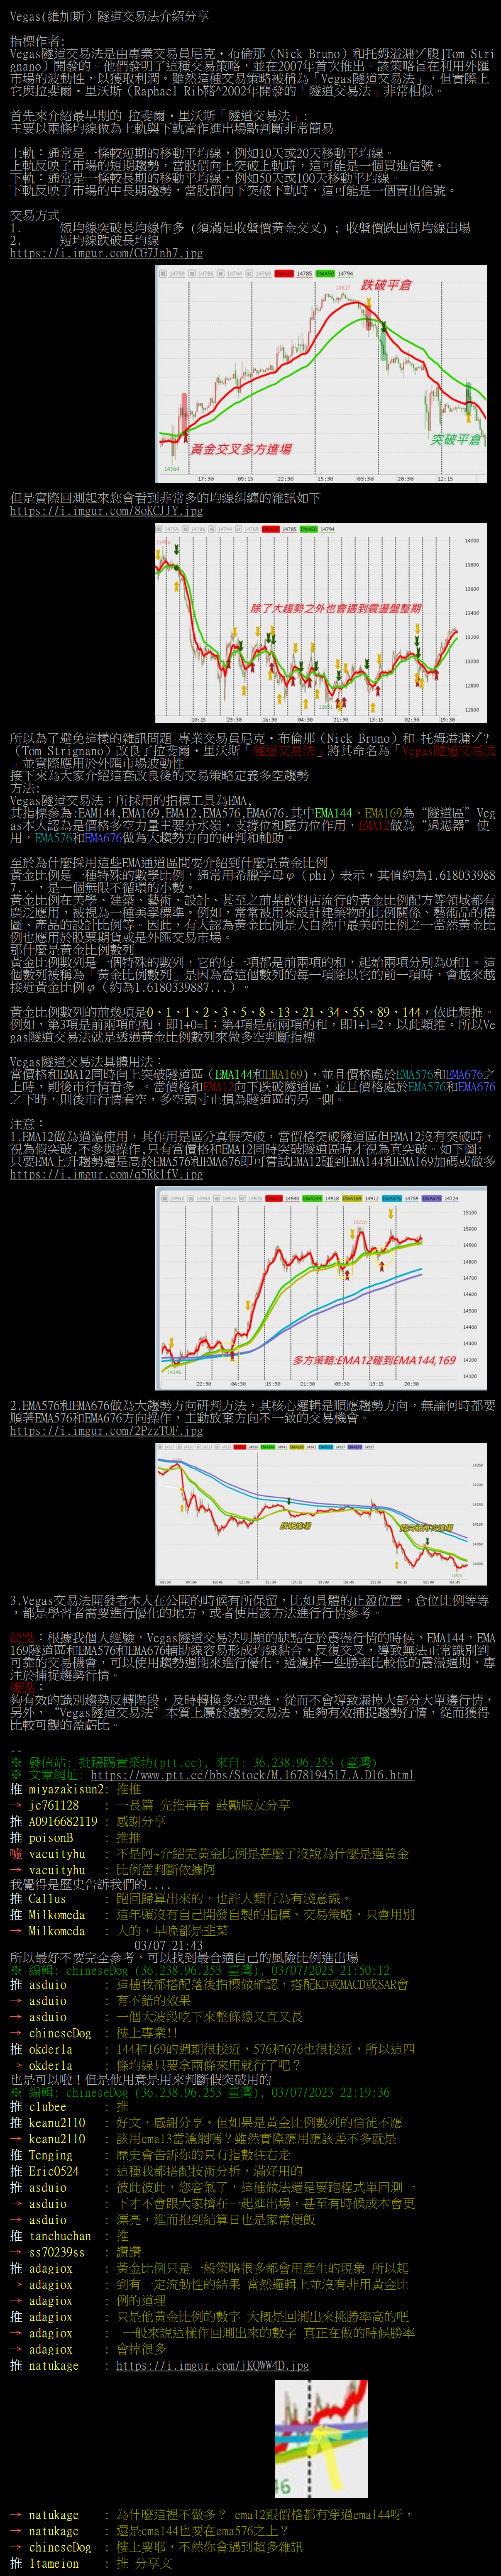 Vegas(維加斯) 隧道交易法介紹分享
指標作者:
Vegas隧道交易法是由專業交易員尼克·布倫那 (Nick Bruno) 和托姆溢瀟ゾ腹]Tom Stri
gnano) 開發的。他們發明了這種交易策略，並在2007年首次推出。該策略旨在利用外匯
市場的波動性，以獲取利潤。雖然這種交易策略被稱為「Vegas隧道交易法」，但實際上
它與拉斐爾·里沃斯 (Raphael Rib輅^2002年開發的「隧道交易法」非常相似。
首先來介紹最早期的 拉斐爾·里沃斯「隧道交易法」:
主要以兩條均線做為上軌與下軌當作進出場點判斷非常簡易
上軌：通常是一條較短期的移動平均線，例如10天或20天移動平均線。
上軌反映了市場的短期趨勢，當股價向上突破上軌時，這可能是一個買進信號。
下軌：通常是一條較長期的移動平均線，例如50天或100天移動平均線。
下軌反映了市場的中長期趨勢，當股價向下突破下軌時，這可能是一個賣出信號。
交易方式
1. 短均線突破長均線作多 (須滿足收盤價黃金交叉) ; 收盤價跌回短均線出場
2. 短均線跌破長均線
https://i.imgur.com/CG7Jnh7.jpg
14759 14786 14744 14769 EMA20 14785 EMA50 14794
14827
跌破平倉
黃金交叉多方進場
突破平倉
14364
17:30 09:15 22:30 15:30 03:50 20:30 12:15
但是實際回測起來您會看到非常多的均線糾纏的雜訊如下
https://i.imgur.com/8oKCJJY.jpg
14759 14786 14744 14769 EMA20 14785 EMA50 14794
14000
13800
13600
13400
13200
13000
12800
12600
除了大趨勢之外也會遇到震盪盤整期
10:15 23:30 16:30 04:30 21:30 13:15 02:30 19:30
所以為了避免這樣的雜訊問題 專業交易員尼克·布倫那 (Nick Bruno) 和 托姆溢瀟ゾ?
(Tom Strignano) 改良了拉斐爾·里沃斯「隧道交易法」將其命名為「Vegas隧道交易法
」並實際應用於外匯市場波動性
接下來為大家介紹這套改良後的交易策略定義多空趨勢
方法:
Vegas隧道交易法：所採用的指標工具為EMA,
其指標參為:EAM144,EMA169,EMA12,EMA576,EMA676.其中EMA144、EMA169為“隧道區”Veg
as本人認為是價格多空力量主要分水嶺，支撐位和壓力位作用，EMA12做為“過濾器”使
用，EMA576和EMA676做為大趨勢方向的研判和輔助。
至於為什麼採用這些EMA通道區間要介紹到什麼是黃金比例
黃金比例是一種特殊的數學比例，通常用希臘字母φ (phi) 表示，其值約為1.618033988
7...，是一個無限不循環的小數。
黃金比例在美學、建築、藝術、設計、甚至之前某飲料店流行的黃金比例配方等領域都有
廣泛應用，被視為一種美學標準。例如，常常被用來設計建築物的比例關係、藝術品的構
圖、產品的設計比例等。因此，有人認為黃金比例是大自然中最美的比例之一當然黃金比
例也應用於股票期貨或是外匯交易市場。
那什麼是黃金比例數列
黃金比例數列是一個特殊的數列，它的每一項都是前兩項的和，起始兩項分別為0和1。這
個數列被稱為「黃金比例數列」是因為當這個數列的每一項除以它的前一項時，會越來越
接近黃金比例φ (約為1.6180339887...) 。
黃金比例數列的前幾項是0、1、1、2、3、5、8、13、21、34、55、89、144，依此類推。
例如，第3項是前兩項的和，即1+0=1；第4項是前兩項的和，即1+1=2，以此類推。所以Ve
gas隧道交易法就是透過黃金比例數列來做多空判斷指標
Vegas隧道交易法具體用法：
當價格和EMA12同時向上突破隧道區 (EMA144和EMA169)，並且價格處於EMA576和EMA676之
上時，則後市行情看多 。當價格和EMA12向下跌破隧道區，並且價格處於EMA576和EMA676
之下時，則後市行情看空，多空頭寸止損為隧道區的另一側。
注意：
1.EMA12做為過濾使用，其作用是區分真假突破，當價格突破隧道區但EMA12沒有突破時，
視為假突破，不參與操作,只有當價格和EMA12同時突破隧道區時才視為真突破。如下圖:
只要EMA上升趨勢還是高於EMA576和EMA676即可嘗試EMA12碰到EMA144和EMA169加碼或做多
https://i.imgur.com/q5Rk1fV.jpg
14940 EMA144 14918 EMA169 14912 EMA576 14759 EMA675 14724
15100
15000
14900
14800
14700
14600
14500
14400
14300
14200
14100
14146
多方策略:EMA12碰到EMA144,169
22:30 04:30 15:30 21:30 03:50 13:15 20:30
2.EMA576和EMA676做為大趨勢方向研判方法，其核心邏輯是順應趨勢方向，無論何時都要
順著EMA576和EMA676方向操作，主動放棄方向不一致的交易機會。
https://i.imgur.com/2PzzTOF.jpg
跌破進場
3.Vegas交易法開發者本人在公開的時候有所保留，比如具體的止盈位置，倉位比例等等
，都是學習者需要進行優化的地方，或者使用該方法進行行情參考。
缺點：根據我個人經驗，Vegas隧道交易法明顯的缺點在於震盪行情的時候，EMA144，EMA
169隧道區和EMA576和EMA676輔助線容易形成均線結合，反復交叉，導致無法正常識別到
可靠的交易機會，可以使用趨勢週期來進行優化，過濾掉一些勝率比較低的震盪週期，專
注於捕捉趨勢行情。
優點：
夠有效的識別趨勢反轉階段，及時轉換多空思維，從而不會導致漏掉大部分大單邊行情，
另外，“Vegas隧道交易法”本質上屬於趨勢交易法，能夠有效捕捉趨勢行情，從而獲得
比較可觀的盈虧比。
--
※ 發信站: 批踢踢實業坊(ptt.cc), 來自: 36.238.96.253 (臺灣)
※ 文章網址: https://www.ptt.cc/bbs/Stock/M.1678194517.A.D16.html
推 miyazakisun2: 推推
→ jc761128 : 一長篇 先推再看 鼓勵版友分享
推 A0916682119 : 感謝分享
推 poisonB : 推推
噓 vacuityhu : 不是阿~介紹完黃金比例是甚麼了沒說為什麼是選黃金
→ vacuityhu : 比例當判斷依據阿
我覺得是歷史告訴我們的....
推 Callus : 跑回歸算出來的，也許人類行為有淺意識。
推 Milkomeda : 這年頭沒有自己開發自製的指標、交易策略，只會用別
→ Milkomeda : 人的，早晚都是韭菜
03/07 21:43
所以最好不要完全參考，可以找到最合適自己的風險比例進出場
※ 編輯: chineseDog (36.238.96.253 臺灣), 03/07/2023 21:50:12
推 asduio : 這種我都搭配落後指標做確認，搭配KD或MACD或SAR會
→ asduio : 有不錯的效果
→ asduio : 一個大波段吃下來整條線又直又長
→ chineseDog : 樓上專業!!
推 okderla : 144和169的週期很接近，576和676也很接近，所以這四
→ okderla : 條均線只要拿兩條來用就行了吧？
也是可以啦！但是他用意是用來判斷假突破用的
※ 編輯: chineseDog (36.238.96.253 臺灣), 03/07/2023 22:19:36
推 clubee : 推
推 keanu2110 : 好文，感謝分享。但如果是黃金比例數列的信徒不應
→ keanu2110 : 該用ema13當濾網嗎？雖然實際應用應該差不多就是
推 Tenging : 歷史會告訴你的只有指數往右走
推 Eric0524 : 這種我都搭配技術分析，滿好用的
推 asduio : 彼此彼此，您客氣了，這種做法還是要跑程式單回測一
→ asduio : 下才不會跟大家擠在一起進出場，甚至有時候成本會更
→ asduio : 漂亮，進而抱到結算日也是家常便飯
推 tanchuchan : 推
→ ss70239ss : 讚讚
推 adagiox : 黃金比例只是一般策略很多都會用產生的現象 所以起
→ adagiox : 到有一定流動性的結果 當然邏輯上並沒有非用黃金比
→ adagiox : 例的道理
推 adagiox : 只是他黃金比例的數字 大概是回測出來挑勝率高的吧
→ adagiox : 一般來說這樣作回測出來的數字 真正在做的時候勝率
→ adagiox : 會掉很多
推 natukage : https://i.imgur.com/jKQWW4D.jpg
46
→ natukage : 為什麼這裡不做多？ ema12跟價格都有穿過ema144呀，
→ natukage : 還是ema144也要在ema576之上？
→ chineseDog : 樓上要耶，不然你會遇到超多雜訊
推 ltameion : 推 分享文